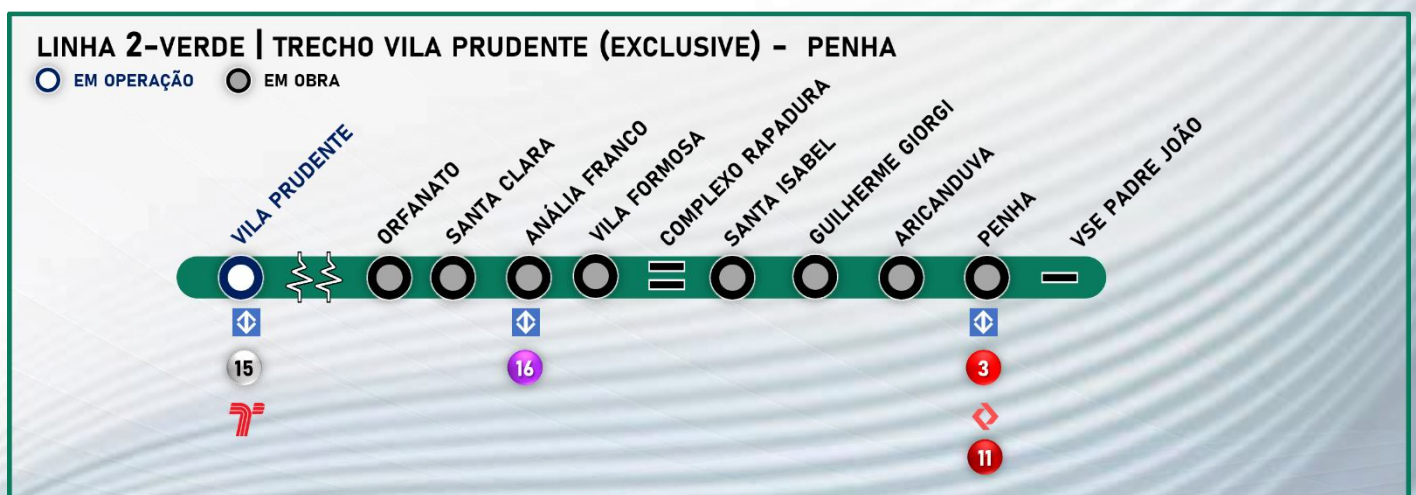 LINHA 2-VERDE | TRECHO VILA PRUDENTE (EXCLUSIVE) - PENHA
EM OPERAÇÃO
EM OBRA
VILA PRUDENTE
ORFANATO
SANTA CLARA
ANÁLIA FRANCO
VILA FORMOSA
COMPLEXO RAPADURA
SANTA ISABEL
GUILHERME GIORGI
ARICANDUVA
PENHA
VSE PADRE JOÃO
15
16
3
11